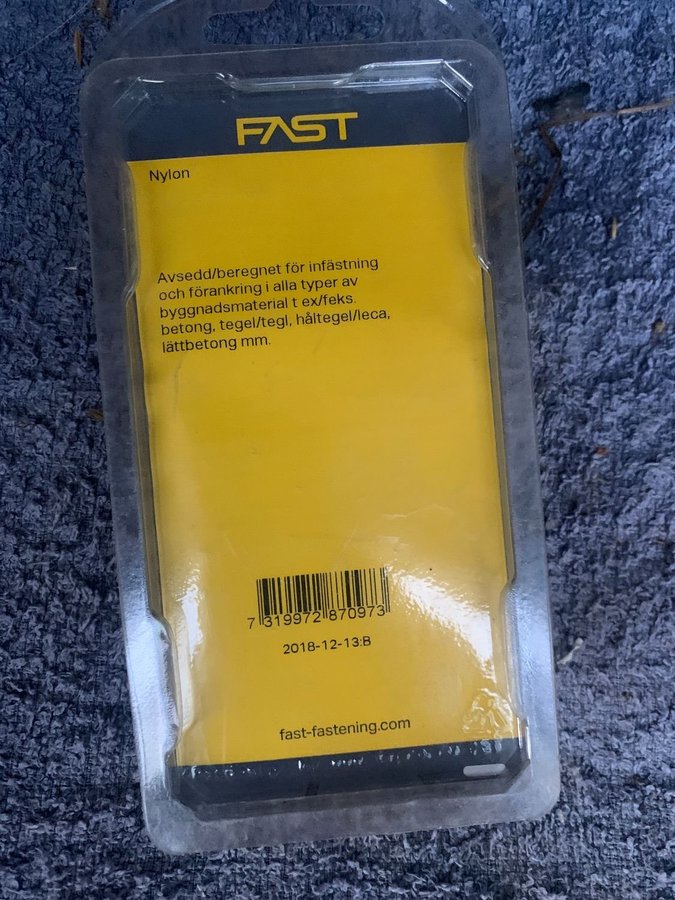 FAST
Nylon
Avsedd/beregnet för infästning
och förankring i alla typer av
byggnadsmaterial t ex/feks.
betong, tegel/tegl, håltegel/leca,
lättbetong mm.
7 319972 870973
2018-12-13:B
fast-fastening.com